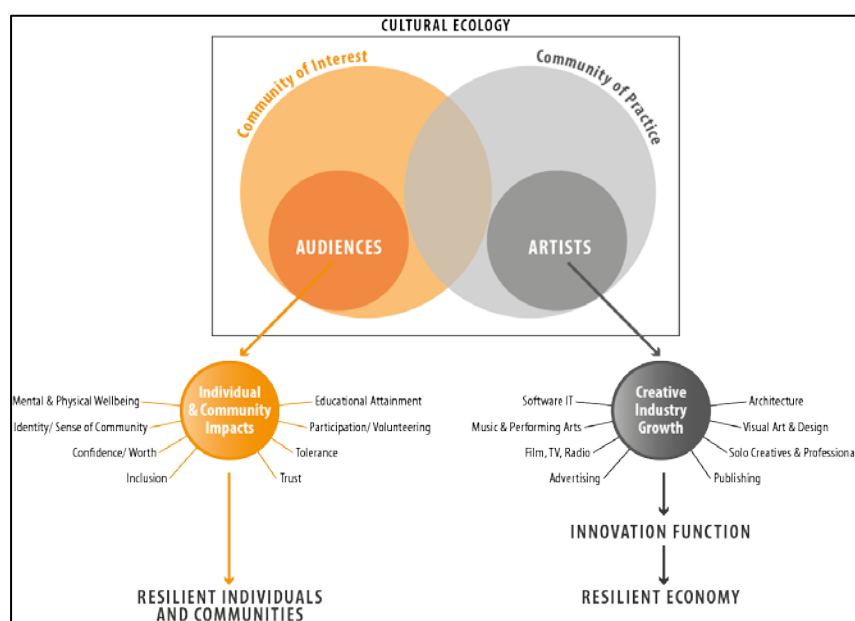 CULTURAL ECOLOGY
Community of Interest
Community of Practice
AUDIENCES
ARTISTS
Individual
& Community
Impacts
Mental & Physical Wellbeing
Identity/ Sense of Community
Confidence/ Worth
Inclusion
Educational Attainment
Participation/ Volunteering
Tolerance
Trust
Creative
Industry
Growth
Software IT
Music & Performing Arts
Film, TV, Radio
Advertising
Architecture
Visual Art & Design
Solo Creatives & Professiona
Publishing
INNOVATION FUNCTION
RESILIENT INDIVIDUALS
AND COMMUNITIES
RESILIENT ECONOMY